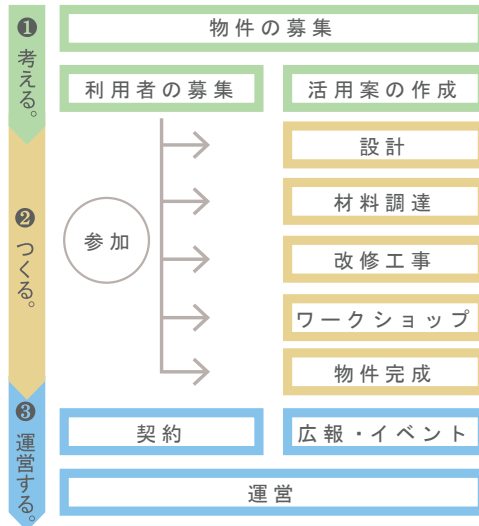 ❶考える。
物件の募集
利用者の募集
活用案の作成
❷つくる。
参加
設計
材料調達
改修工事
ワークショップ
物件完成
❸運営する。
契約
広報・イベント
運営